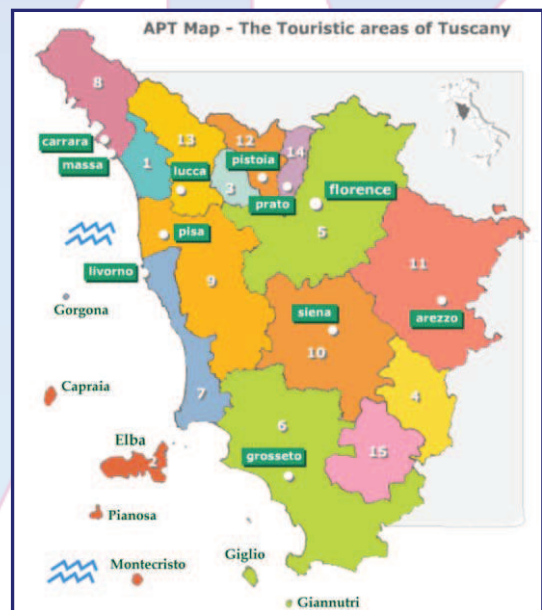 APT Map - The Touristic areas of Tuscany
8
carrara
massa
13
12
14
pistoia
1
lucca
3
prato
florence
5
pisa
livorno
9
11
Gorgona
siena
arezzo
10
Capraia
7
4
6
Elba
2
15
grosseto
Pianosa
Montecristo
Giglio
Giannutri